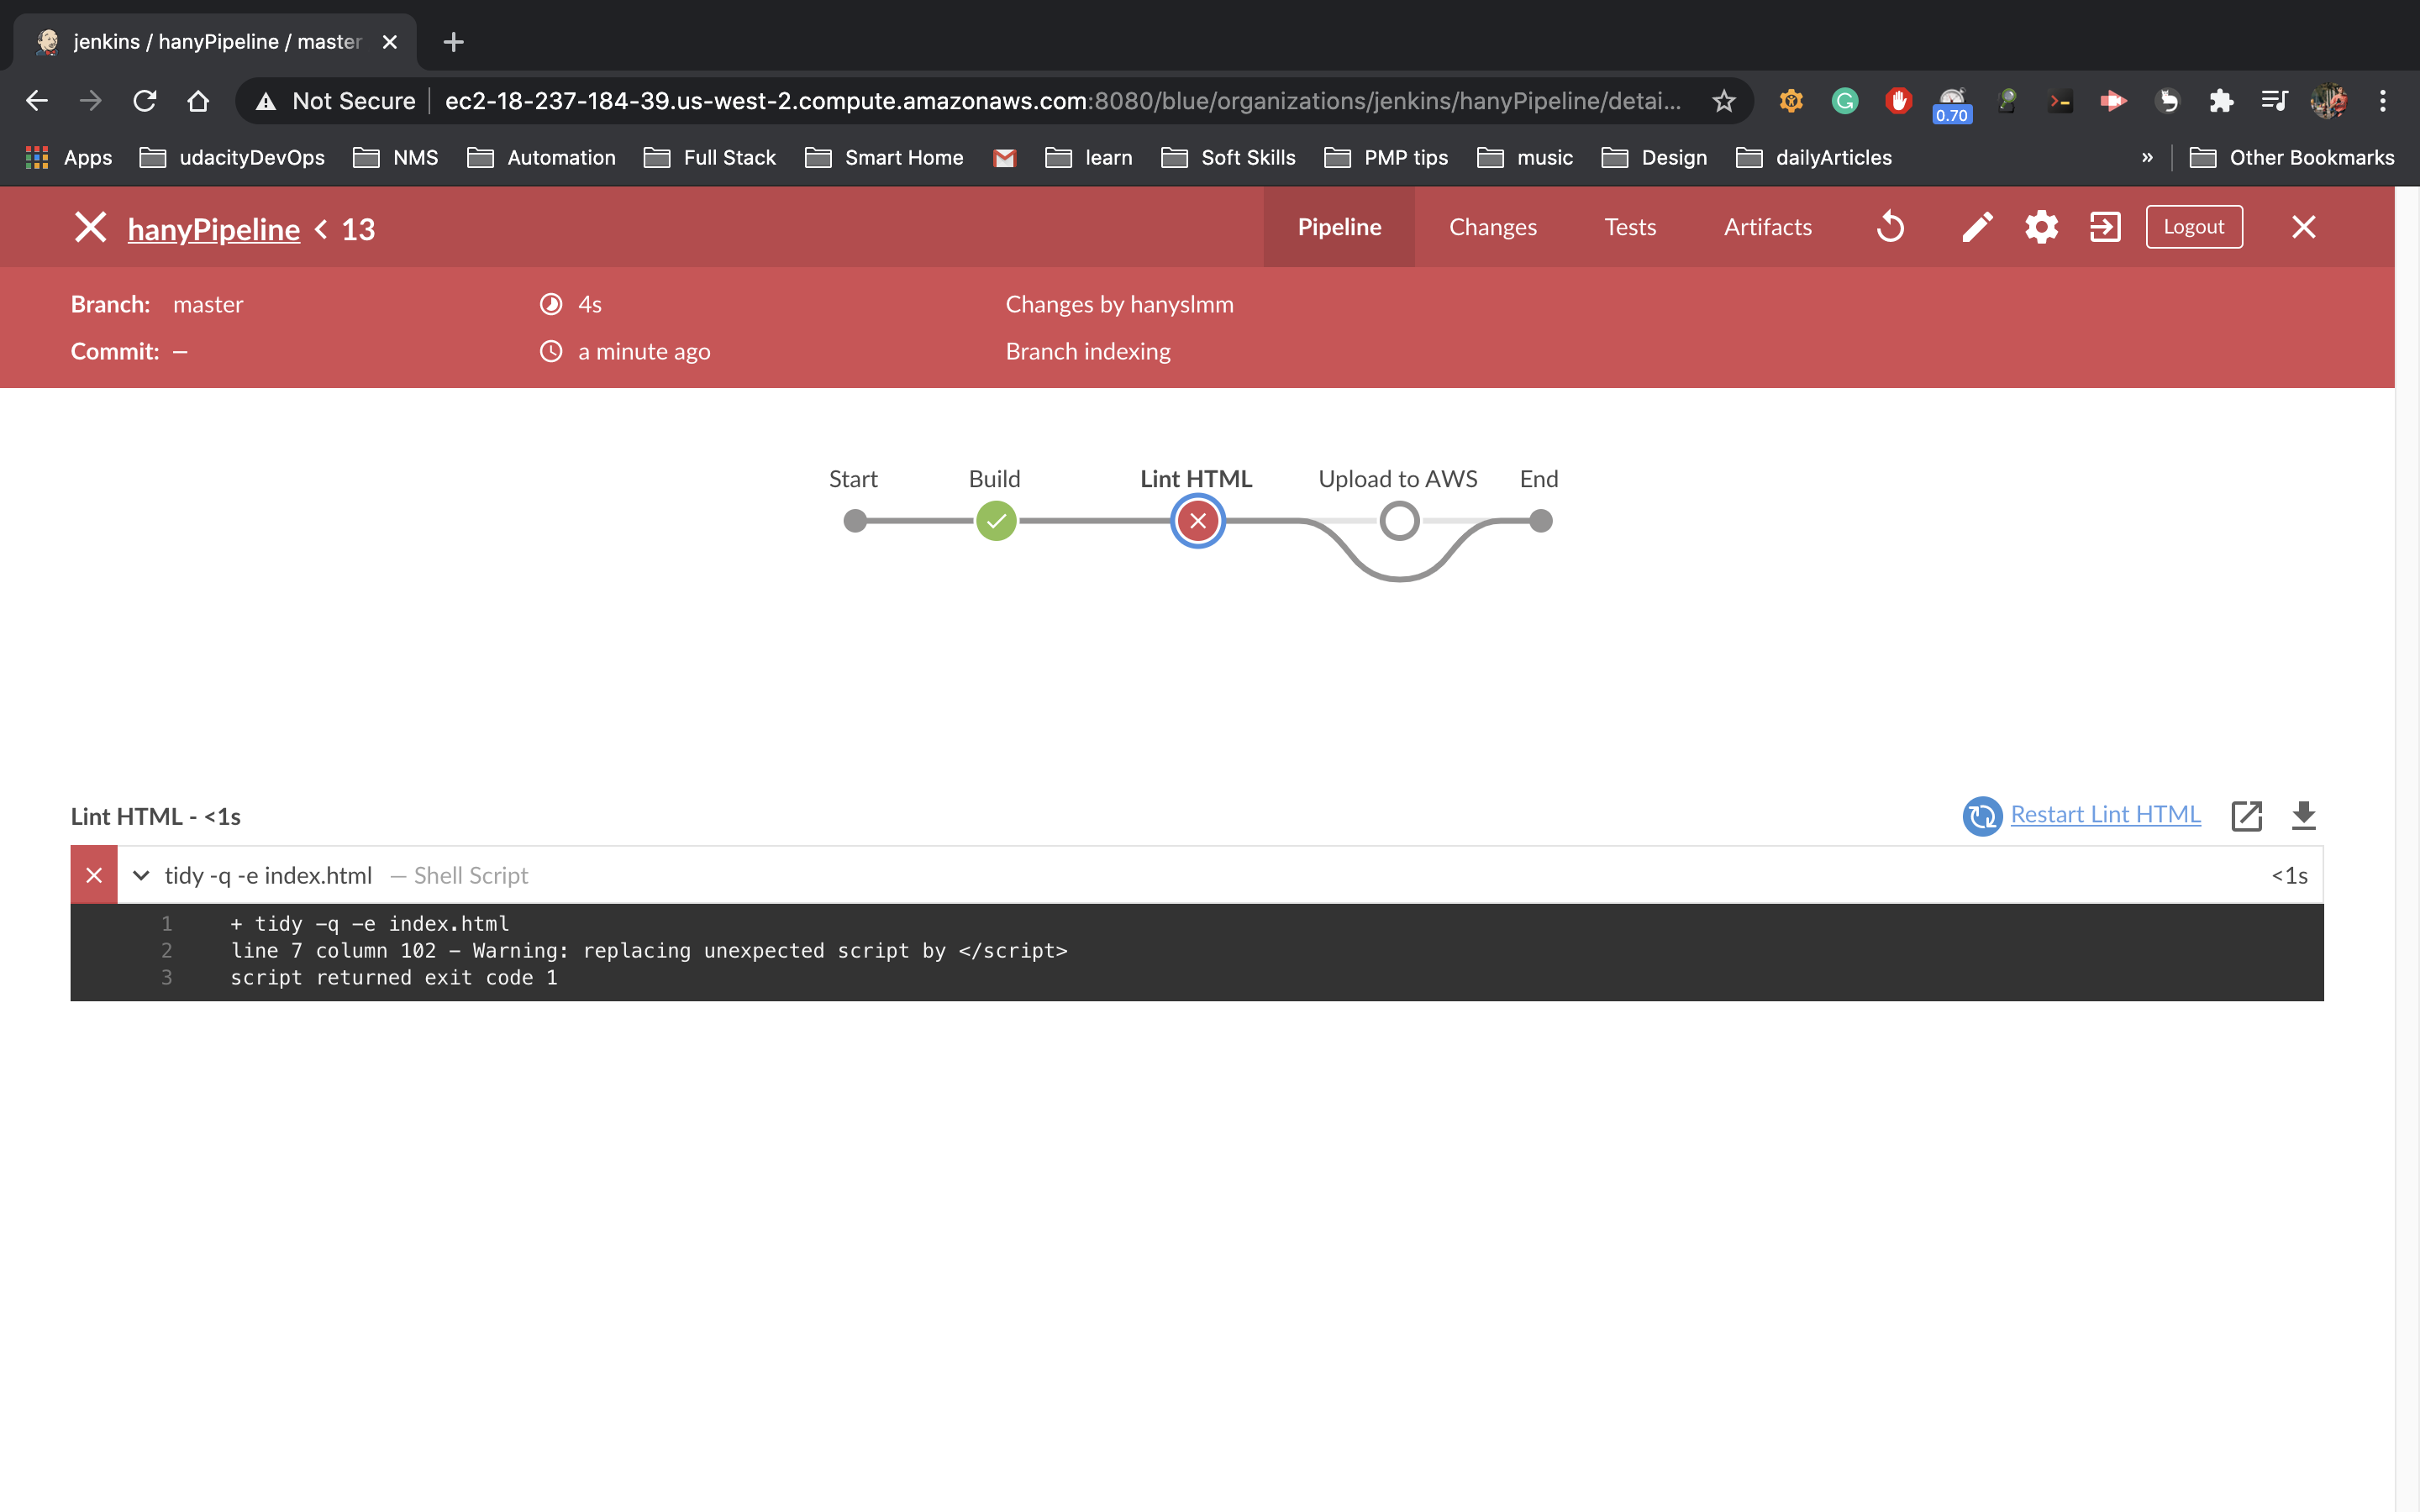 jenkins / hanyPipeline / master
Not Secure ec2-18-237-184-39.us-west-2.compute.amazonaws.com:8080/blue/organizations/jenkins/hanyPipeline/detai...
0.70
Apps udacityDevOps NMS Automation Full Stack Smart Home learn Soft Skills PMP tips music Design dailyArticles » Other Bookmarks
hanyPipeline < 13 Pipeline Changes Tests Artifacts Logout
Branch: master 4s Changes by hanyslmm
Commit: — a minute ago Branch indexing
Start Build Lint HTML Upload to AWS End
Lint HTML - <1s Restart Lint HTML
tidy -q -e index.html — Shell Script <1s
1 + tidy -q -e index.html
2 line 7 column 102 - Warning: replacing unexpected script by </script>
3 script returned exit code 1